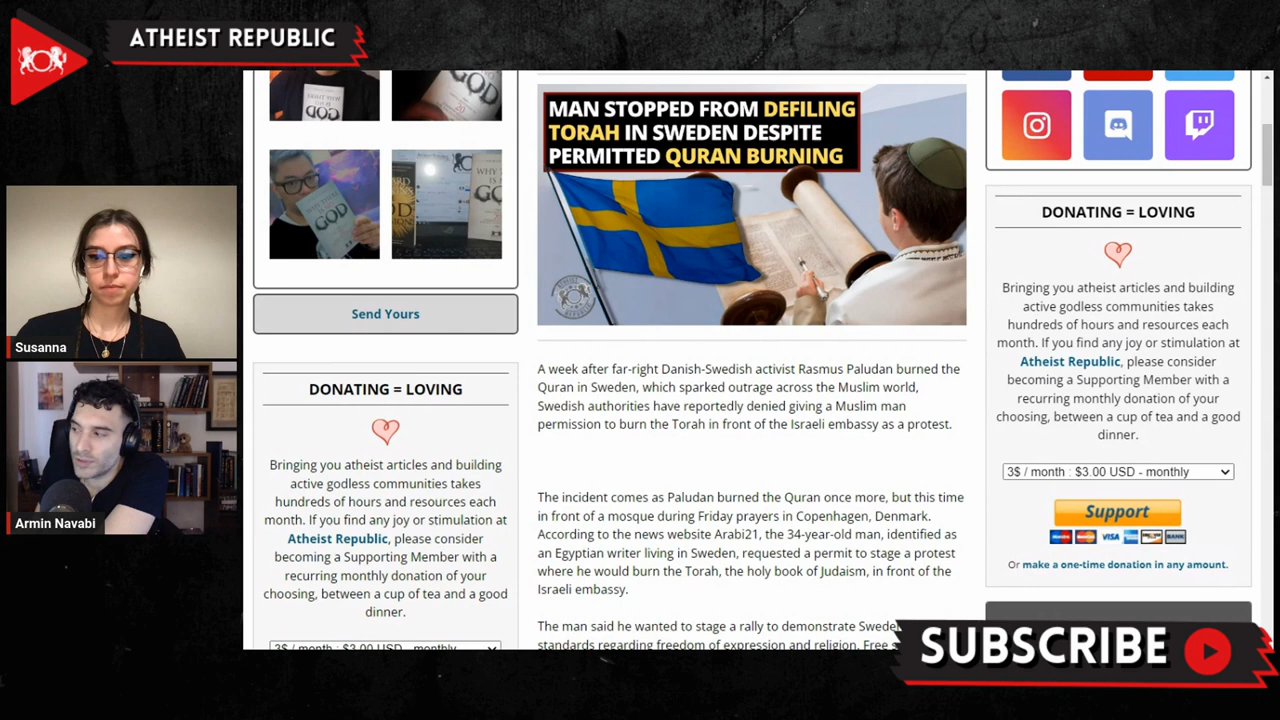 ATHEIST REPUBLIC
MAN STOPPED FROM DEFILING
TORAH IN SWEDEN DESPITE
PERMITTED QURAN BURNING
Send Yours
DONATING = LOVING
Bringing you atheist articles and building
active godless communities takes
hundreds of hours and resources each
month. If you find any joy or stimulation at
Atheist Republic, please consider
becoming a Supporting Member with a
recurring monthly donation of your
choosing, between a cup of tea and a good
dinner.
3$ / month : $3.00 USD - monthly
A week after far-right Danish-Swedish activist Rasmus Paludan burned the
Quran in Sweden, which sparked outrage across the Muslim world,
Swedish authorities have reportedly denied giving a Muslim man
permission to burn the Torah in front of the Israeli embassy as a protest.
The incident comes as Paludan burned the Quran once more, but this time
in front of a mosque during Friday prayers in Copenhagen, Denmark.
According to the news website Arabi21, the 34-year-old man, identified as
an Egyptian writer living in Sweden, requested a permit to stage a protest
where he would burn the Torah, the holy book of Judaism, in front of the
Israeli embassy.
The man said he wanted to stage a rally to demonstrate
standards regarding freedom of expression and religion. Free
DONATING = LOVING
Bringing you atheist articles and building
active godless communities takes
hundreds of hours and resources each
month. If you find any joy or stimulation at
Atheist Republic, please consider
becoming a Supporting Member with a
recurring monthly donation of your
choosing, between a cup of tea and a good
dinner.
3$ / month : $3.00 USD - monthly
Support
VISA
BANK
Or make a one-time donation in any amount.
Susanna
Armin Navabi
SUBSCRIBE